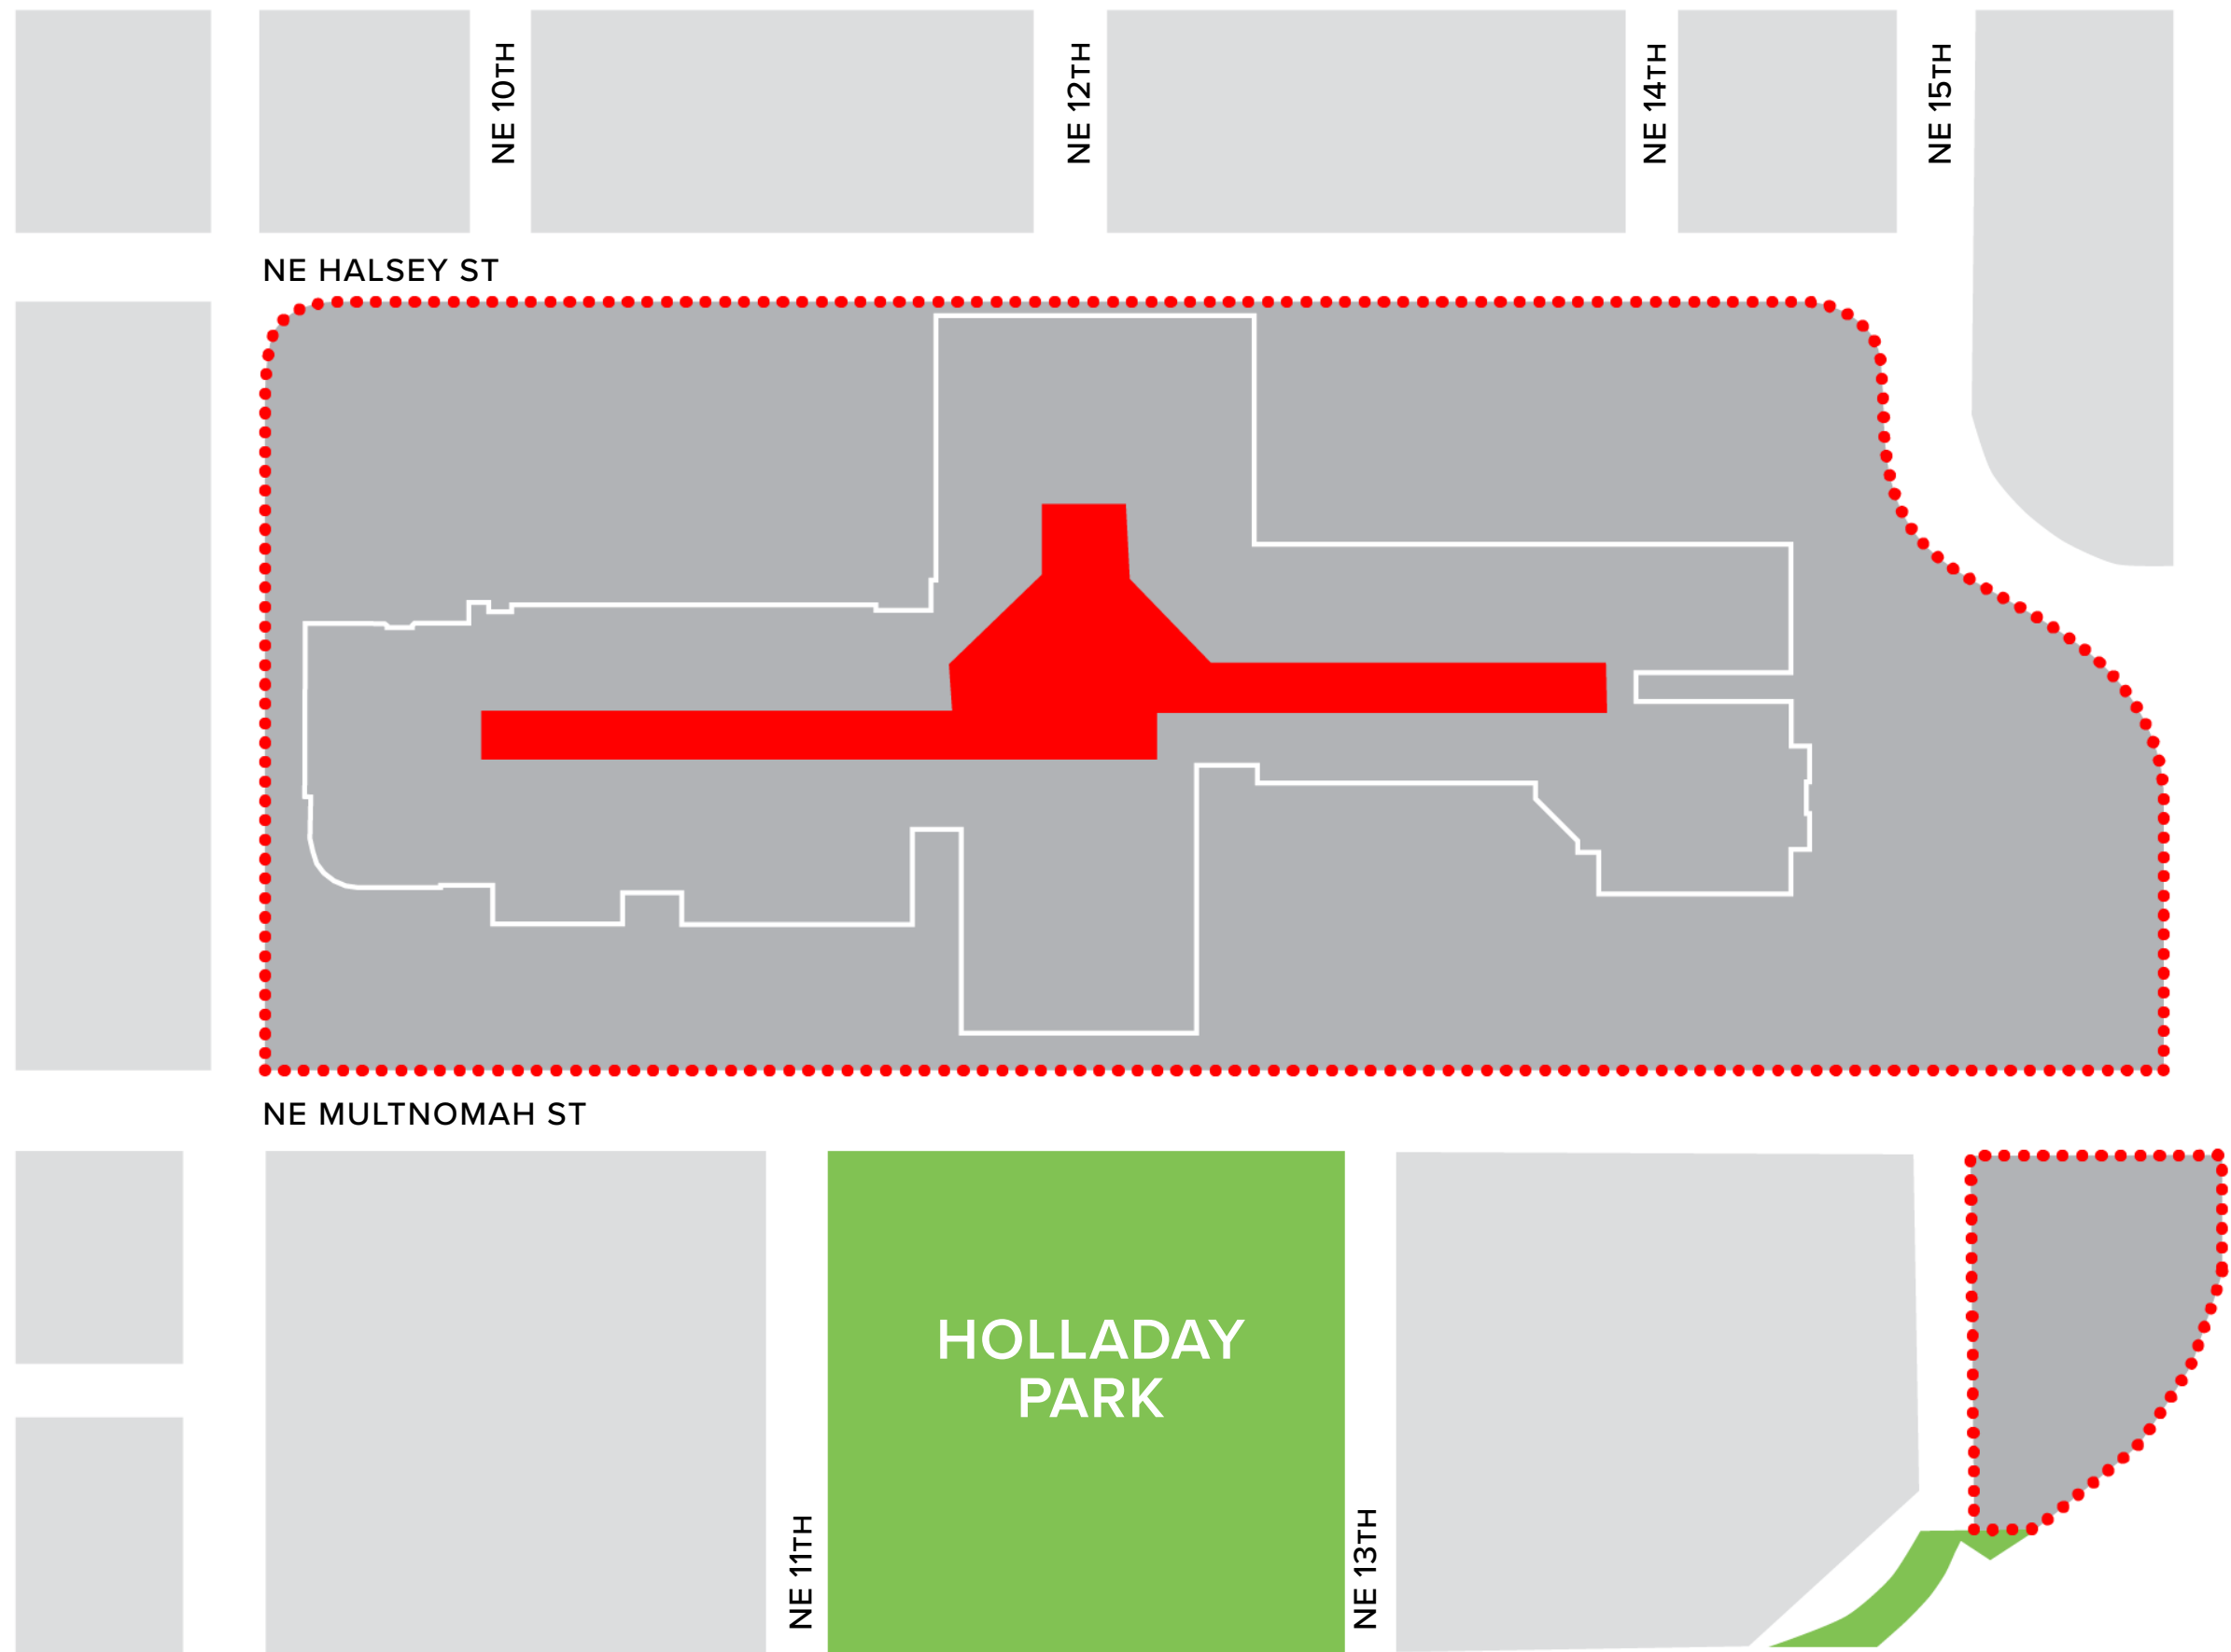 NE 10TH
NE 12TH
NE 14TH
NE 15TH
NE HALSEY ST
NE MULTNOMAH ST
HOLLADAY
PARK
NE 11TH
NE 13TH